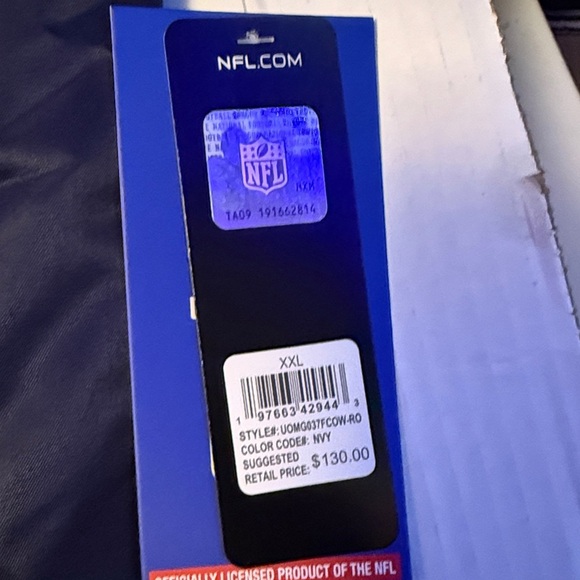 NFL.COM
NFL
TA09 191662814
XXL
1 97663 42944 3
STYLE#: UOMG037FCOW-RO
COLOR CODE#: NVY
SUGGESTED
RETAIL PRICE: $130.00
OFFICIALLY LICENSED PRODUCT OF THE NFL